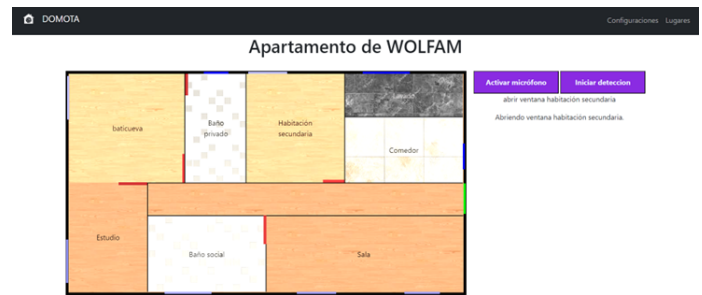 DOMOTA
Configuraciones Lugares
Apartamento de WOLFAM
Activar micrófono
Iniciar deteccion
abrir ventana habitación secundaria
Abriendo ventana habitación secundaria.
baticueva
Baño
privado
Habitación
secundaria
Comedor
Estudio
Baño social
Sala